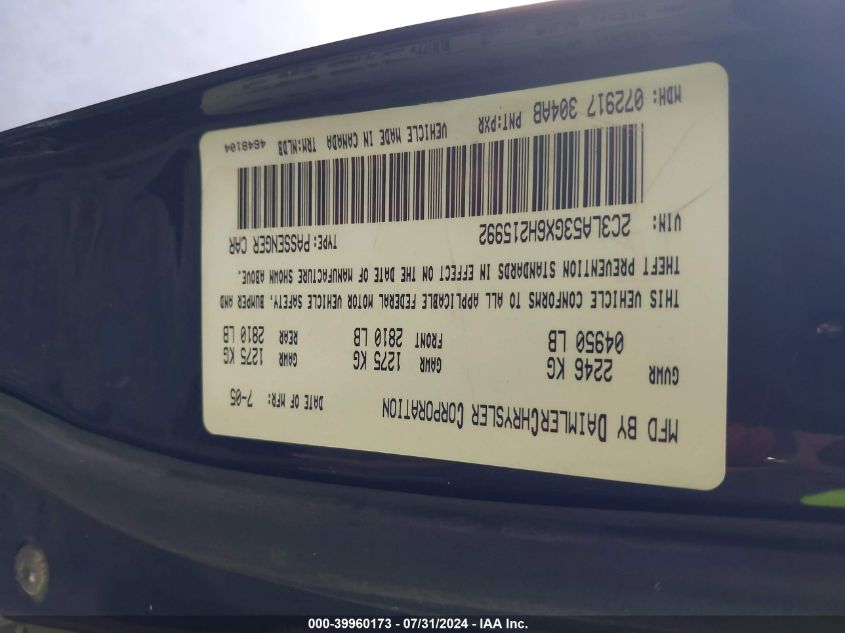 MFD BY DAIMLERCHRYSLER CORPORATION DATE OF MFR: 7-05
GVWR GAWR GAWR
2246 KG 1275 KG 1275 KG
04950 LB FRONT 2810 LB REAR 2810 LB
THIS VEHICLE CONFORMS TO ALL APPLICABLE FEDERAL MOTOR VEHICLE SAFETY, BUMPER AND
THEFT PREVENTION STANDARDS IN EFFECT ON THE DATE OF MANUFACTURE SHOWN ABOVE.
VIN: 2C3LA53GX6H215992 TYPE: PASSENGER CAR
MDH: 072917 304AB PNT:PXR VEHICLE MADE IN CANADA TRM:NLDB 4S49104
000-39960173 - 07/31/2024 - IAA Inc.